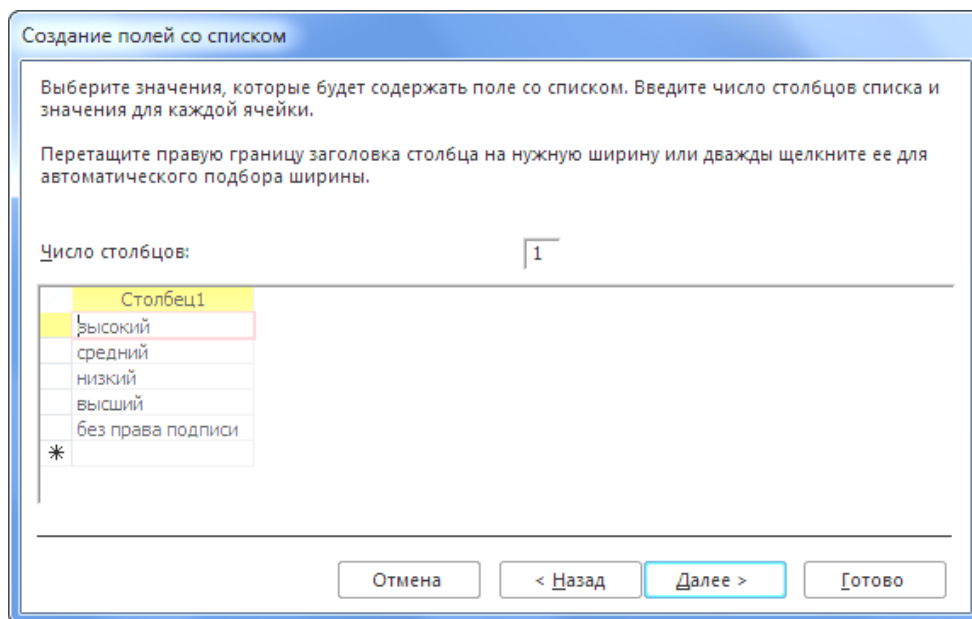 Создание полей со списком
Выберите значения, которые будет содержать поле со списком. Введите число столбцов списка и
значения для каждой ячейки.
Перетащите правую границу заголовка столбца на нужную ширину или дважды щелкните ее для
автоматического подбора ширины.
Число столбцов: 1
Столбец1
высокий
средний
низкий
высший
без права подписи
Отмена < Назад Далее > Готово